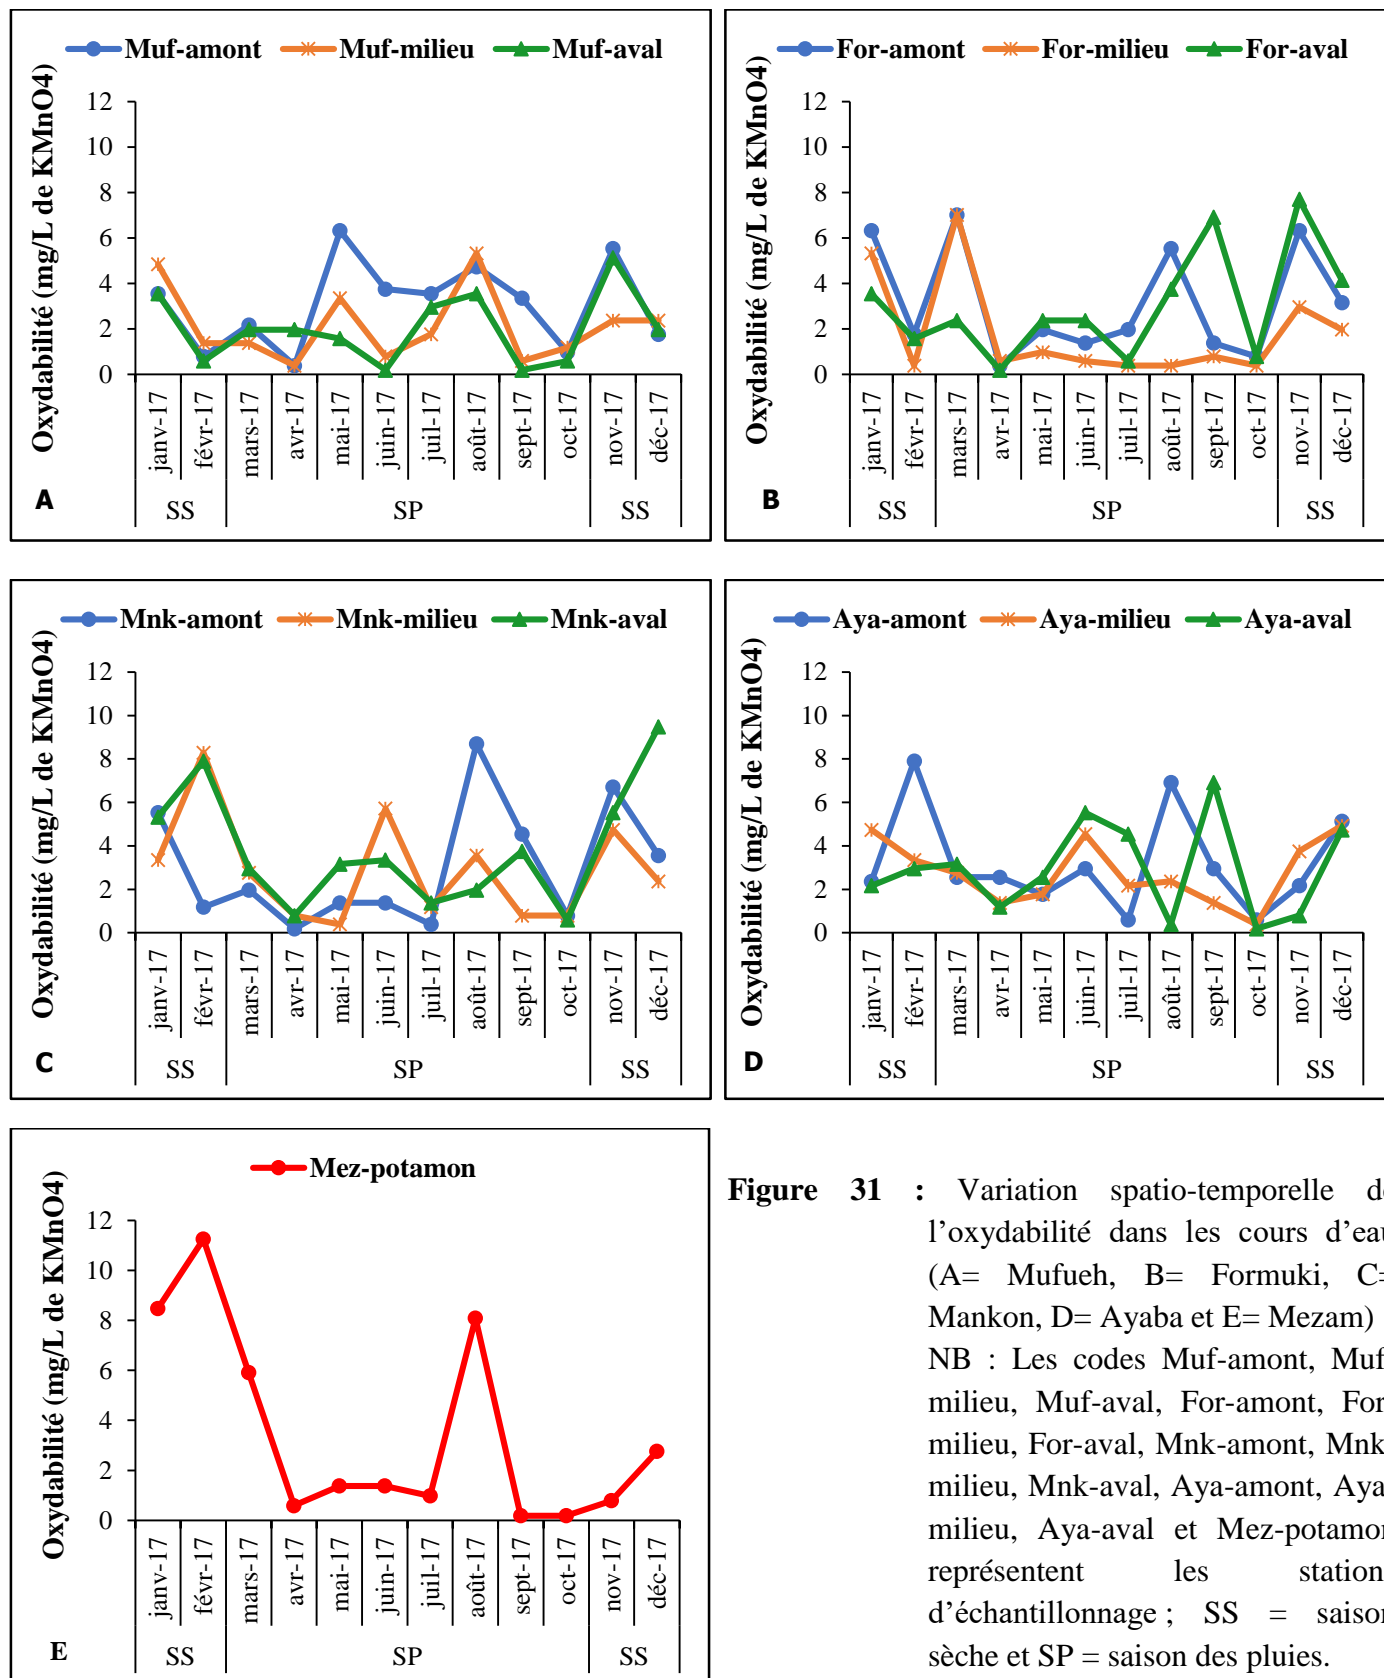 Muf-amont Muf-milieu Muf-aval
Oxydabilité (mg/L de KMnO4)
12
10
8
6
4
2
0
janv-17 févr-17 mars-17 avr-17 mai-17 juin-17 juil-17 août-17 sept-17 oct-17 nov-17 déc-17
SS SP SS
A
For-amont For-milieu For-aval
Oxydabilité (mg/L de KMnO4)
12
10
8
6
4
2
0
janv-17 févr-17 mars-17 avr-17 mai-17 juin-17 juil-17 août-17 sept-17 oct-17 nov-17 déc-17
SS SP SS
B
Mnk-amont Mnk-milieu Mnk-aval
Oxydabilité (mg/L de KMnO4)
12
10
8
6
4
2
0
janv-17 févr-17 mars-17 avr-17 mai-17 juin-17 juil-17 août-17 sept-17 oct-17 nov-17 déc-17
SS SP SS
C
Aya-amont Aya-milieu Aya-aval
Oxydabilité (mg/L de KMnO4)
12
10
8
6
4
2
0
janv-17 févr-17 mars-17 avr-17 mai-17 juin-17 juil-17 août-17 sept-17 oct-17 nov-17 déc-17
SS SP SS
D
Mez-potamon
Oxydabilité (mg/L de KMnO4)
12
10
8
6
4
2
0
janv-17 févr-17 mars-17 avr-17 mai-17 juin-17 juil-17 août-17 sept-17 oct-17 nov-17 déc-17
SS SP SS
E
Figure 31 : Variation spatio-temporelle de
l’oxydabilité dans les cours d’eau
(A= Mufueh, B= Formuki, C=
Mankon, D= Ayaba et E= Mezam)
NB : Les codes Muf-amont, Muf-
milieu, Muf-aval, For-amont, For-
milieu, For-aval, Mnk-amont, Mnk-
milieu, Mnk-aval, Aya-amont, Aya-
milieu, Aya-aval et Mez-potamon
représentent les station
d’échantillonnage ; SS = saison
sèche et SP = saison des pluies.